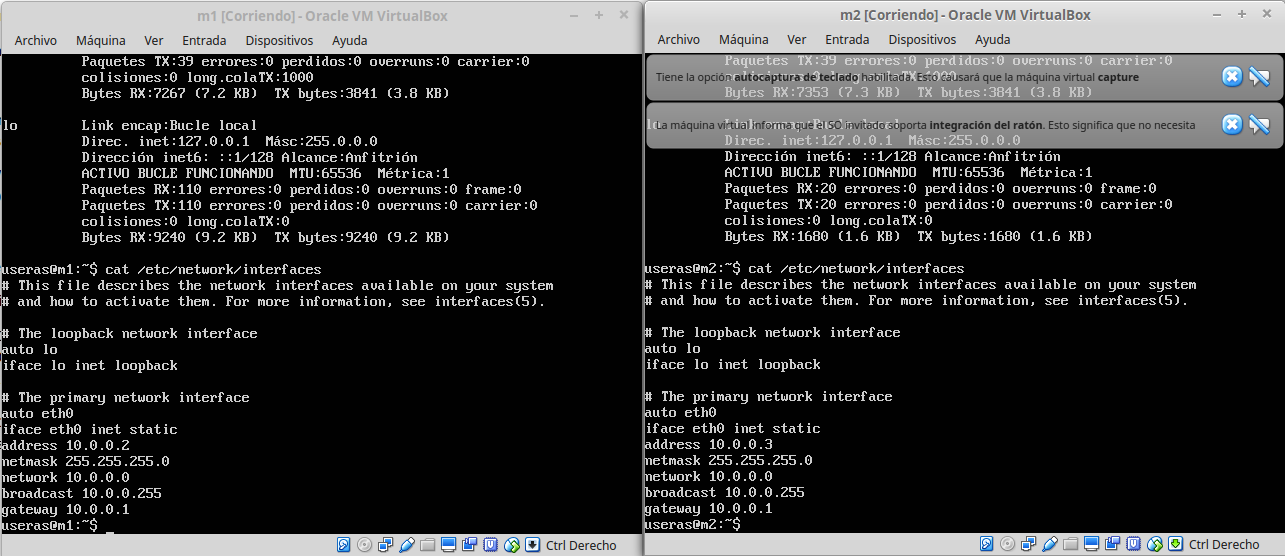 m1 [Corriendo] - Oracle VM VirtualBox
Archivo Máquina Ver Entrada Dispositivos Ayuda
Paquetes TX:39 errores:0 perdidos:0 overruns:0 carrier:0
colisiones:0 long.colaTX:1000
Bytes RX:7267 (7.2 KB)  TX bytes:3841 (3.8 KB)
lo        Link encap:Bucle local
Direc. inet:127.0.0.1  Másc:255.0.0.0
Dirección inet6: ::1/128 Alcance:Anfitrión
ACTIVO BUCLE FUNCIONANDO  MTU:65536  Métrica:1
Paquetes RX:110 errores:0 perdidos:0 overruns:0 frame:0
Paquetes TX:110 errores:0 perdidos:0 overruns:0 carrier:0
colisiones:0 long.colaTX:0
Bytes RX:9240 (9.2 KB)  TX bytes:9240 (9.2 KB)
useras@m1:~$ cat /etc/network/interfaces
# This file describes the network interfaces available on your system
# and how to activate them. For more information, see interfaces(5).
# The loopback network interface
auto lo
iface lo inet loopback
# The primary network interface
auto eth0
iface eth0 inet static
address 10.0.0.2
netmask 255.255.255.0
network 10.0.0.0
broadcast 10.0.0.255
gateway 10.0.0.1
useras@m1:~$ _
Ctrl Derecho
m2 [Corriendo] - Oracle VM VirtualBox
Archivo Máquina Ver Entrada Dispositivos Ayuda
Paquetes TX:39 errores:0 perdidos:0 overruns:0 carrier:0
Tiene la opción autocaptura de teclado habilitada. Esto causará que la máquina virtual capture
Bytes RX:7353 (7.3 KB)  TX bytes:3841 (3.8 KB)
La máquina virtual informa que el SO invitado soporta integración del ratón. Esto significa que no necesita
Direc. inet:127.0.0.1  Másc:255.0.0.0
Dirección inet6: ::1/128 Alcance:Anfitrión
ACTIVO BUCLE FUNCIONANDO  MTU:65536  Métrica:1
Paquetes RX:20 errores:0 perdidos:0 overruns:0 frame:0
Paquetes TX:20 errores:0 perdidos:0 overruns:0 carrier:0
colisiones:0 long.colaTX:0
Bytes RX:1680 (1.6 KB)  TX bytes:1680 (1.6 KB)
useras@m2:~$ cat /etc/network/interfaces
# This file describes the network interfaces available on your system
# and how to activate them. For more information, see interfaces(5).
# The loopback network interface
auto lo
iface lo inet loopback
# The primary network interface
auto eth0
iface eth0 inet static
address 10.0.0.3
netmask 255.255.255.0
network 10.0.0.0
broadcast 10.0.0.255
gateway 10.0.0.1
useras@m2:~$
Ctrl Derecho